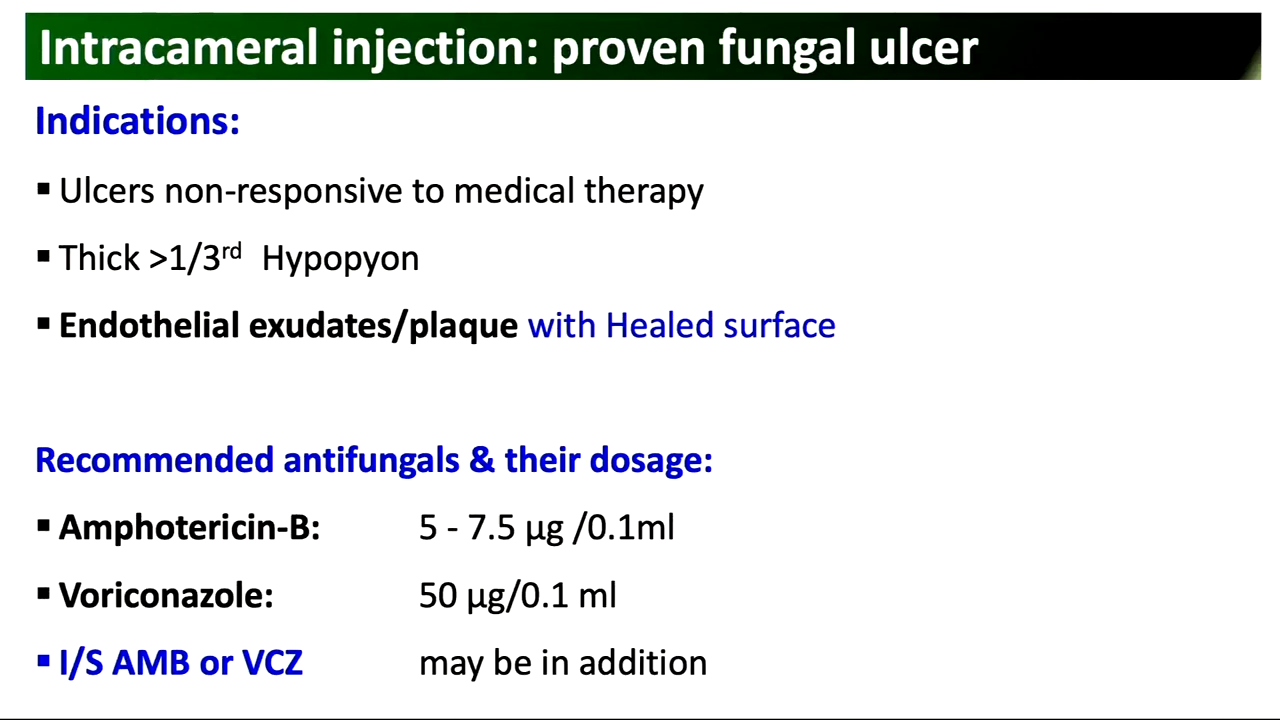 Intracameral injection: proven fungal ulcer
Indications:
▪ Ulcers non-responsive to medical therapy
▪ Thick >1/3rd Hypopyon
▪ Endothelial exudates/plaque with Healed surface
Recommended antifungals & their dosage:
▪ Amphotericin-B: 5 - 7.5 µg /0.1ml
▪ Voriconazole: 50 µg/0.1 ml
▪ I/S AMB or VCZ may be in addition